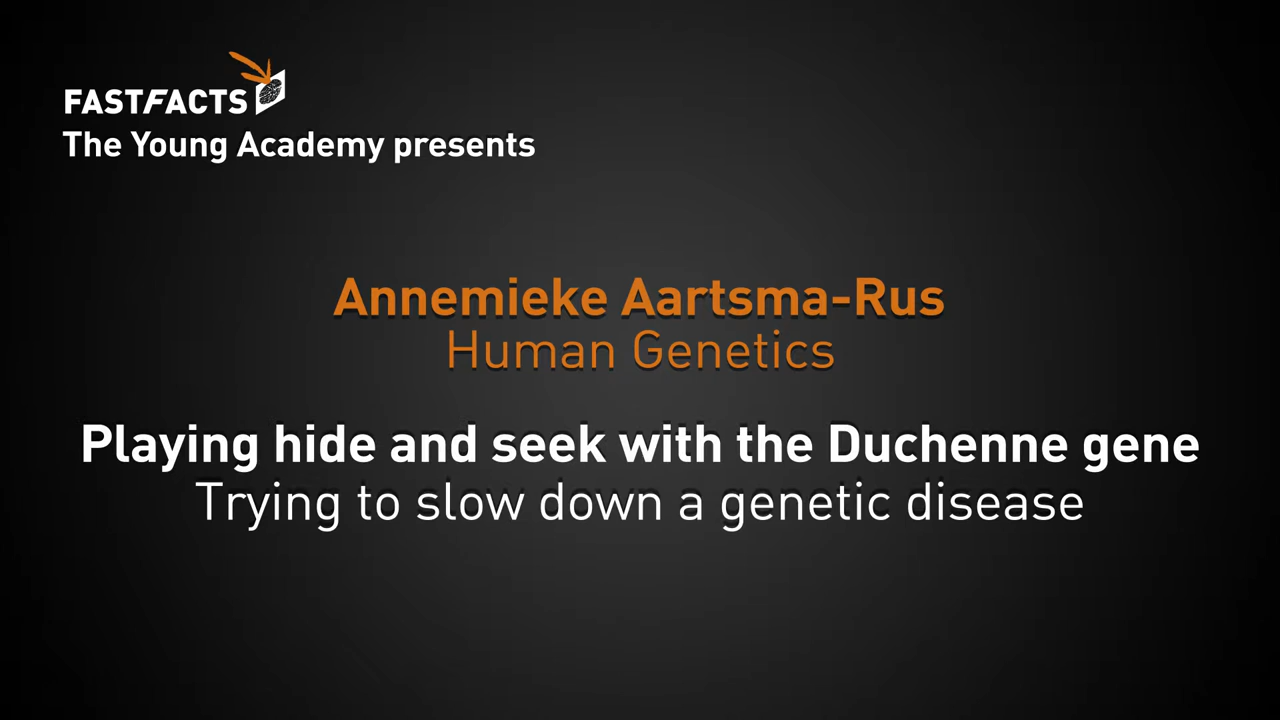 FASTFACTS
The Young Academy presents
Annemieke Aartsma-Rus
Human Genetics
Playing hide and seek with the Duchenne gene
Trying to slow down a genetic disease